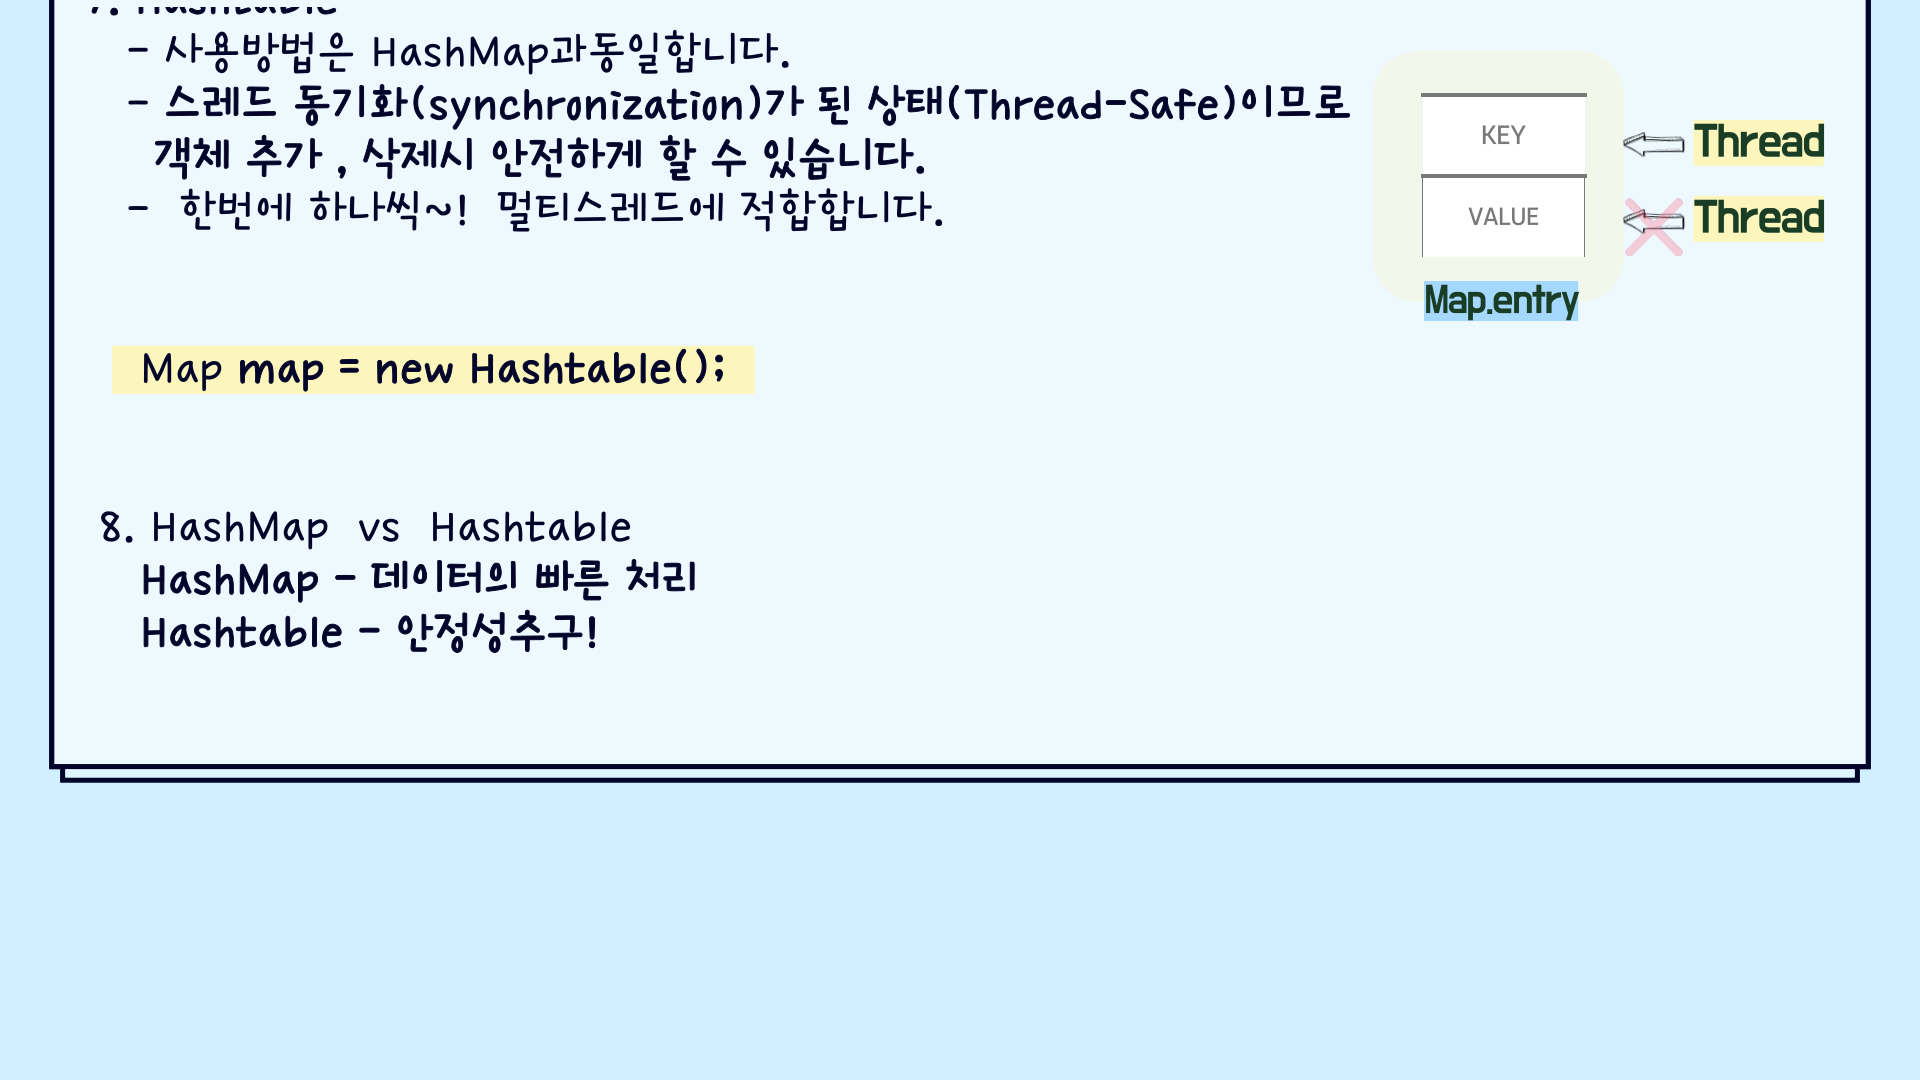 7. Hashtable
- 사용방법은 HashMap과동일합니다.
- 스레드 동기화(synchronization)가 된 상태(Thread-Safe)이므로
객체 추가 , 삭제시 안전하게 할 수 있습니다.
- 한번에 하나씩~! 멀티스레드에 적합합니다.
KEY
VALUE
Map.entry
Thread
Thread
Map map = new Hashtable();
8. HashMap vs Hashtable
HashMap - 데이터의 빠른 처리
Hashtable - 안정성추구!